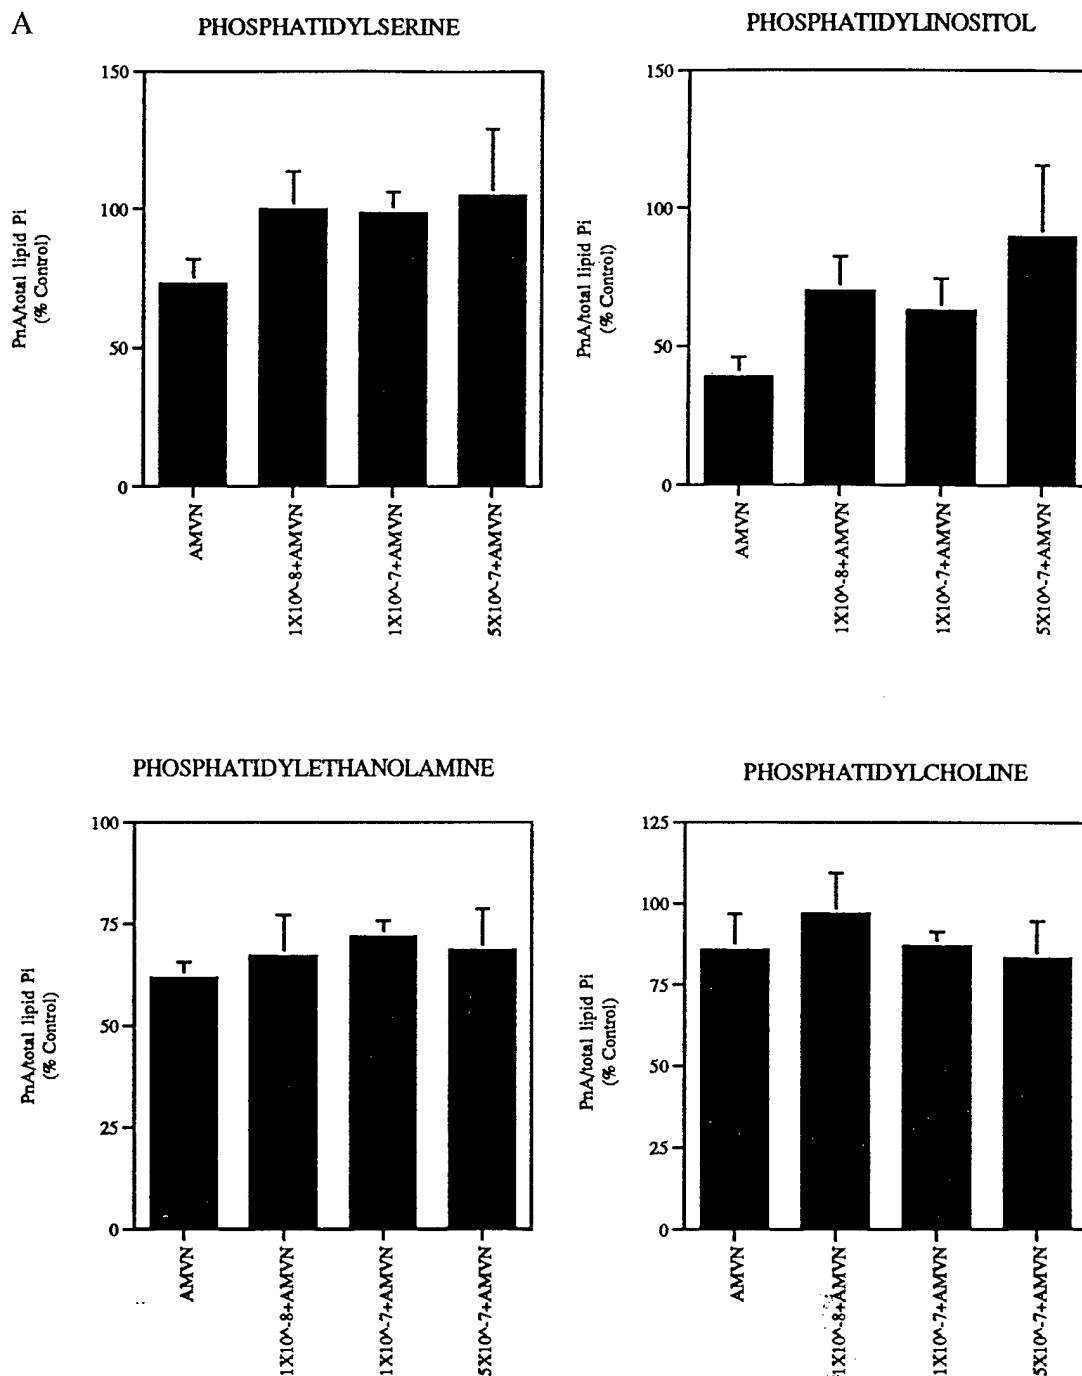 A
PHOSPHATIDYLSERINE
PnA/total lipid Pi
(% Control)
150
100
50
0
AMVN
1X10^-8+AMVN
1X10^-7+AMVN
5X10^-7+AMVN
PHOSPHATIDYLINOSITOL
PnA/total lipid Pi
(% Control)
150
100
50
0
AMVN
1X10^-8+AMVN
1X10^-7+AMVN
5X10^-7+AMVN
PHOSPHATIDYLETHANOLAMINE
PnA/total lipid Pi
(% Control)
100
75
50
25
0
AMVN
1X10^-8+AMVN
1X10^-7+AMVN
5X10^-7+AMVN
PHOSPHATIDYLCHOLINE
PnA/total lipid Pi
(% Control)
125
100
75
50
25
0
AMVN
1X10^-8+AMVN
1X10^-7+AMVN
5X10^-7+AMVN